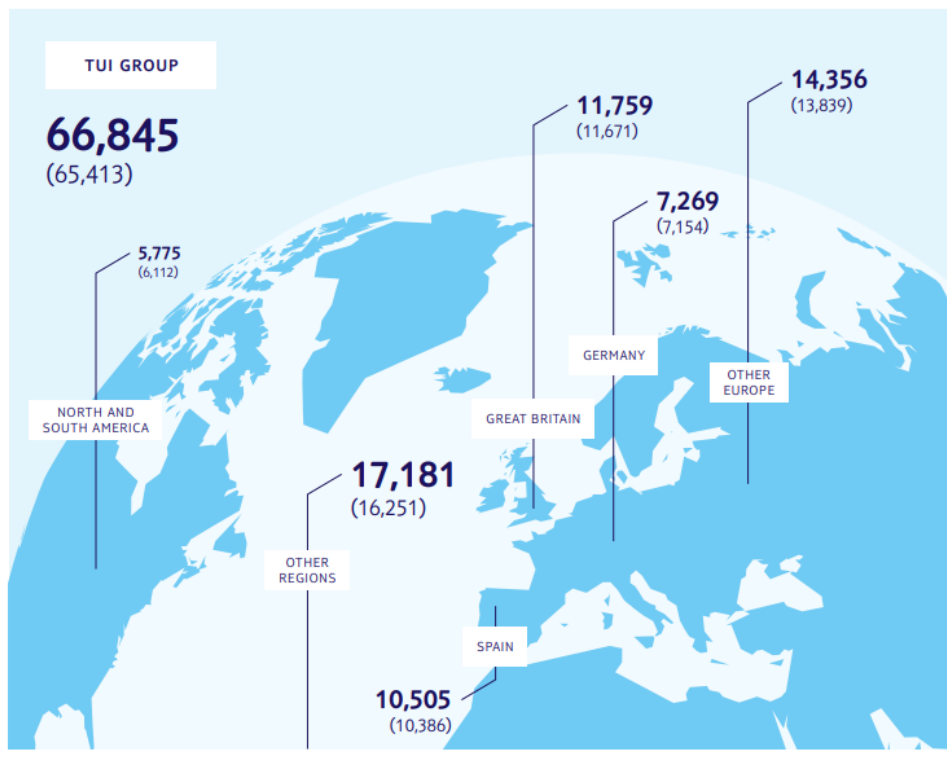 TUI GROUP
66,845
(65,413)
14,356
(13,839)
11,759
(11,671)
7,269
(7,154)
5,775
(6,112)
GERMANY
OTHER
EUROPE
NORTH AND
SOUTH AMERICA
GREAT BRITAIN
17,181
(16,251)
OTHER
REGIONS
SPAIN
10,505
(10,386)